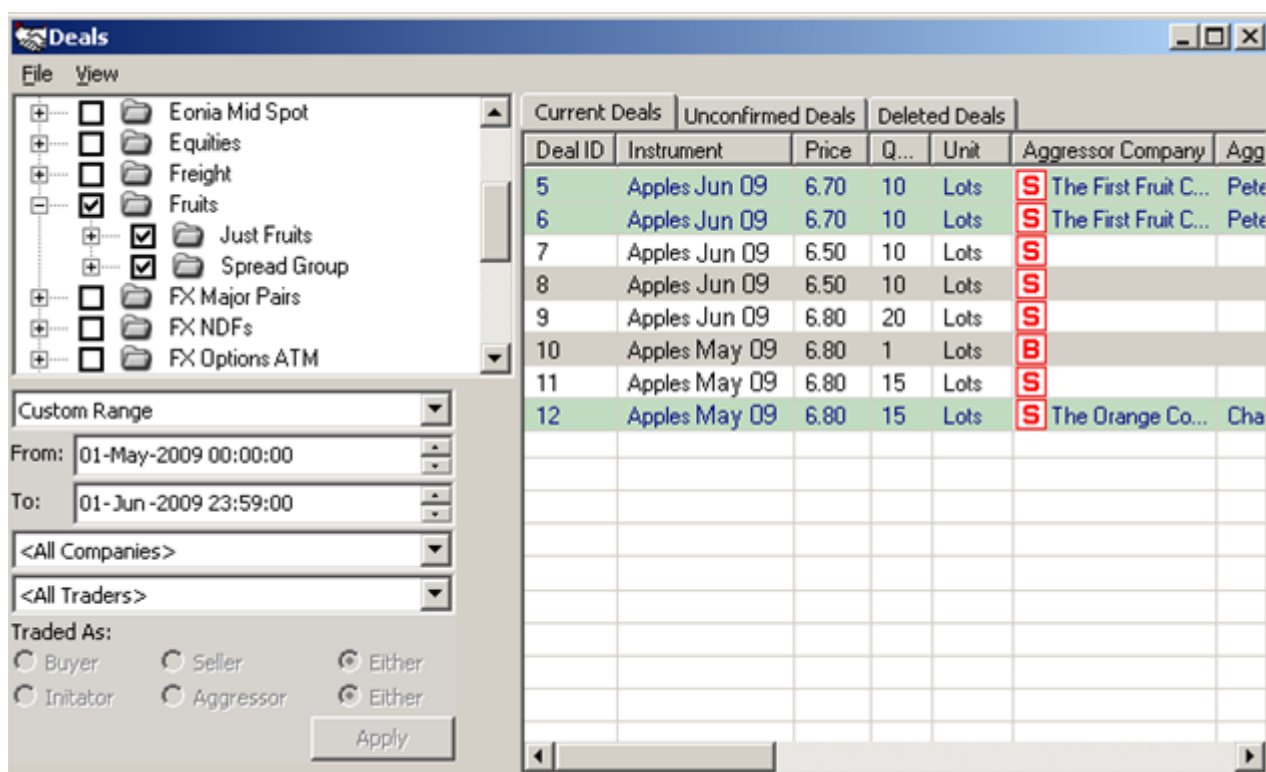 Deals
File View
Eonia Mid Spot
Equities
Freight
Fruits
Just Fruits
Spread Group
FX Major Pairs
FX NDFs
FX Options ATM
Custom Range
From: 01-May-2009 00:00:00
To: 01-Jun-2009 23:59:00
<All Companies>
<All Traders>
Traded As:
Buyer Seller Either
Initator Aggressor Either
Apply
Current Deals Unconfirmed Deals Deleted Deals
Deal ID Instrument Price Q... Unit Aggressor Company Agg
5 Apples Jun 09 6.70 10 Lots S The First Fruit C... Pete
6 Apples Jun 09 6.70 10 Lots S The First Fruit C... Pete
7 Apples Jun 09 6.50 10 Lots S
8 Apples Jun 09 6.50 10 Lots S
9 Apples Jun 09 6.80 20 Lots S
10 Apples May 09 6.80 1 Lots B
11 Apples May 09 6.80 15 Lots S
12 Apples May 09 6.80 15 Lots S The Orange Co... Cha